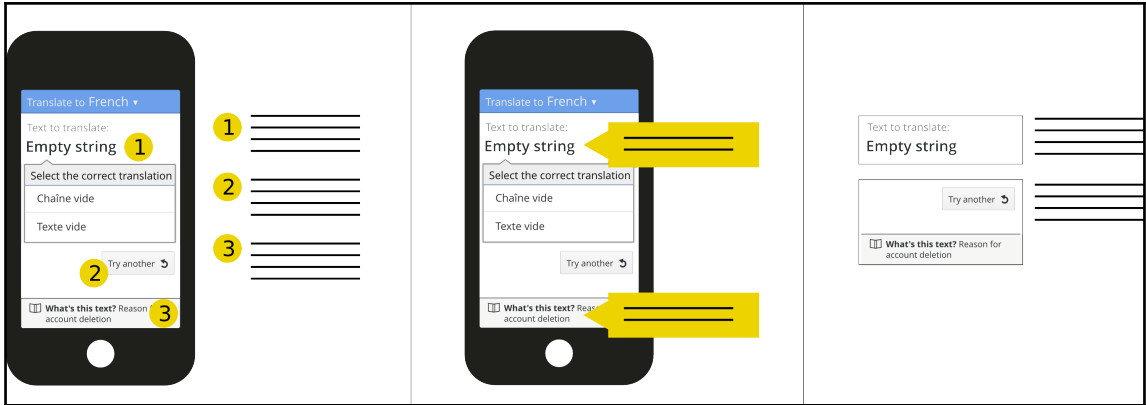 Translate to French ▾
Text to translate:
Empty string
1
Select the correct translation
Chaîne vide
Texte vide
Try another
2
What's this text? Reason
account deletion
3
1
2
3
Translate to French ▾
Text to translate:
Empty string
Select the correct translation
Chaîne vide
Texte vide
Try another
What's this text?
account deletion
Text to translate:
Empty string
Try another
What's this text? Reason for
account deletion